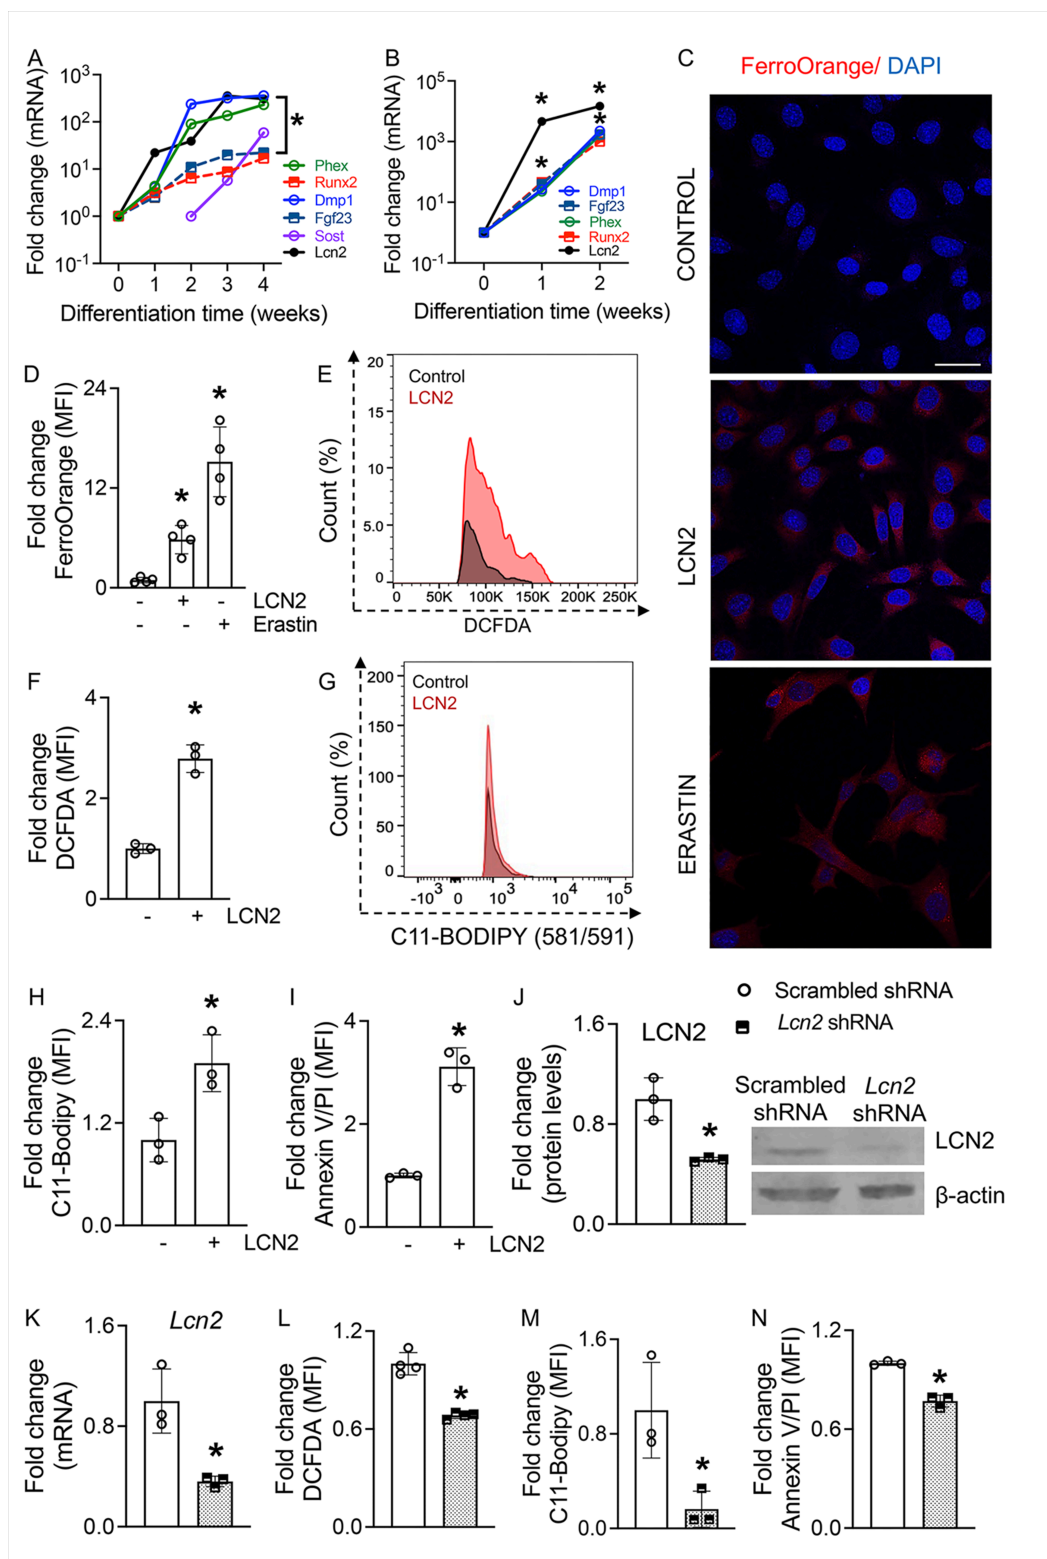 A
Fold change (mRNA)
10³
10²
10¹
10⁰
10⁻¹
0 1 2 3 4
Differentiation time (weeks)
*
Phex
Runx2
Dmp1
Fgf23
Sost
Lcn2
B
Fold change (mRNA)
10⁵
10³
10¹
10⁻¹
0 1 2
Differentiation time (weeks)
* *
* *
Dmp1
Fgf23
Phex
Runx2
Lcn2
C
FerroOrange/ DAPI
CONTROL
LCN2
ERASTIN
D
Fold change
FerroOrange (MFI)
24
12
0
* *
- + - LCN2
- - + Erastin
E
Control
LCN2
Count (%)
20
15
10
5.0
0
0 50K 100K 150K 200K 250K
DCFDA
F
Fold change
DCFDA (MFI)
4
2
0
*
- + LCN2
G
Control
LCN2
Count (%)
200
150
100
50
0
-10³ 0 10³ 10⁴ 10⁵
C11-BODIPY (581/591)
H
Fold change
C11-Bodipy (MFI)
2.4
1.2
0.0
*
- + LCN2
I
Fold change
Annexin V/PI (MFI)
4
2
0
*
- + LCN2
J
LCN2
Fold change
(protein levels)
1.6
0.8
0.0
*
Scrambled shRNA
Lcn2 shRNA
Scrambled Lcn2
shRNA shRNA
LCN2
β-actin
K
Lcn2
Fold change
(mRNA)
1.6
0.8
0.0
*
L
Fold change
DCFDA (MFI)
1.2
0.6
0.0
*
M
Fold change
C11-Bodipy (MFI)
1.6
0.8
0.0
*
N
Fold change
Annexin V/PI (MFI)
1.2
0.6
0.0
*